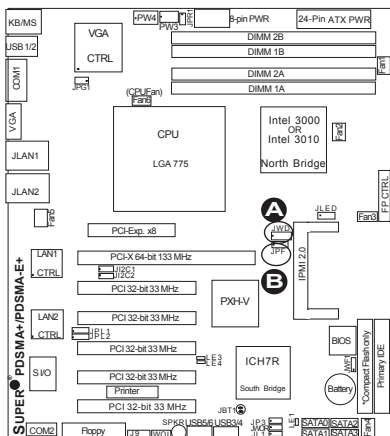 KB/MS
PW4
PW3
JPR1
8-pin PWR
24-Pin ATX PWR
USB 1/2
VGA
CTRL
DIMM 2B
DIMM 1B
DIMM 2A
DIMM 1A
Fan1
COM1
JPG1
(CPUFan)
Fan6
VGA
CPU
LGA 775
Intel 3000
OR
Intel 3010
North Bridge
Fan2
JLAN1
JLAN2
FP CTRL
Fan5
A
JLED
Fan3
JWD
JPF
PCI-Exp. x8
IPMI 2.0
LAN1
CTRL
PCI-X 64-bit 133 MHz
JI2C1
JI2C2
B
PCI 32-bit 33 MHz
PXH-V
LAN2
CTRL
PCI 32-bit 33 MHz
JPL1
JPL2
BIOS
*Compact Flash only
Primary IDE
PCI 32-bit 33 MHz
LE3
LE4
JWF1
S I/O
PCI 32-bit 33 MHz
ICH7R
South Bridge
Battery
Printer
PCI 32-bit 33 MHz
JBT1
SUPER PDSMA+/PDSMA-E+
SPKR
USB5/6
USB3/4
JP3
LE1
SATA0
SATA2
Fan4
COM2
Floppy
J9
WOL
JL1
SATA1
SATA3